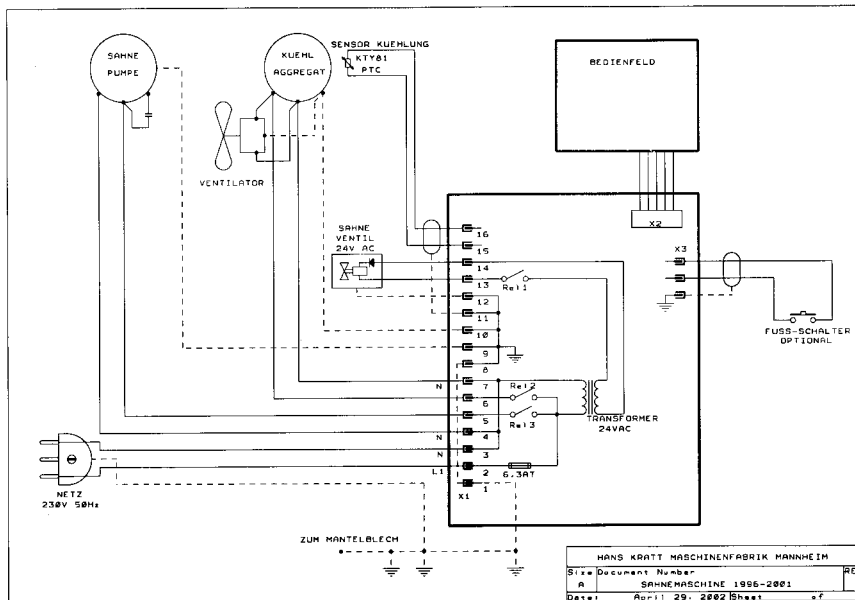 SAHNE
PUMPE
KUEHL
AGGREGAT
SENSOR KUEHLUNG
KTY81
PTC
BEDIENFELD
VENTILATOR
X2
SAHNE
VENTIL
24V AC
X3
16
15
14
13
Rel1
12
11
10
9
8
FUSS-SCHALTER
OPTIONAL
N
7
Rel2
6
Rel3
5
TRANSFORMER
24VAC
N
4
N
3
L1
2
6.3AT
X1
1
NETZ
230V 50Hz
ZUM MANTELBLECH
HANS KRATT MASCHINENFABRIK MANNHEIM
Size Document Number
RE
A
SAHNEMASCHINE 1996-2001
Date: April 29, 2002 Sheet of